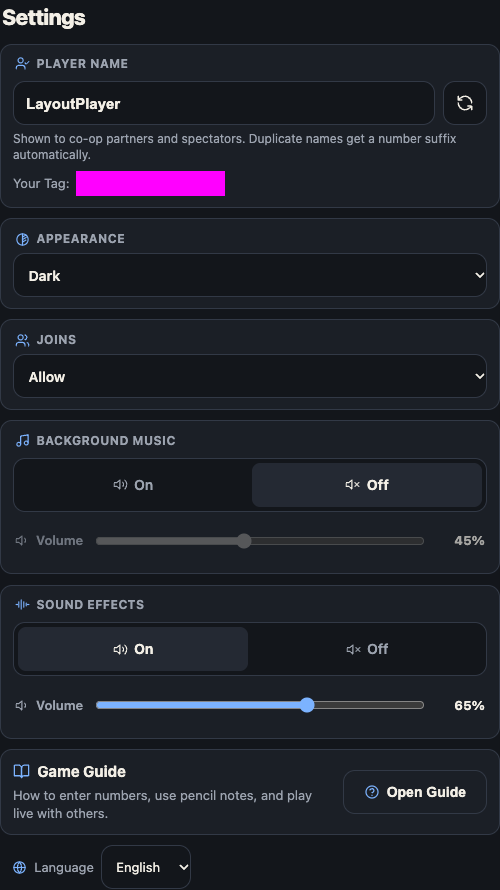 Settings
PLAYER NAME
LayoutPlayer
Shown to co-op partners and spectators. Duplicate names get a number suffix
automatically.
Your Tag:
APPEARANCE
Dark
JOINS
Allow
BACKGROUND MUSIC
On
Off
Volume
45%
SOUND EFFECTS
On
Off
Volume
65%
Game Guide
How to enter numbers, use pencil notes, and play
live with others.
Open Guide
Language
English